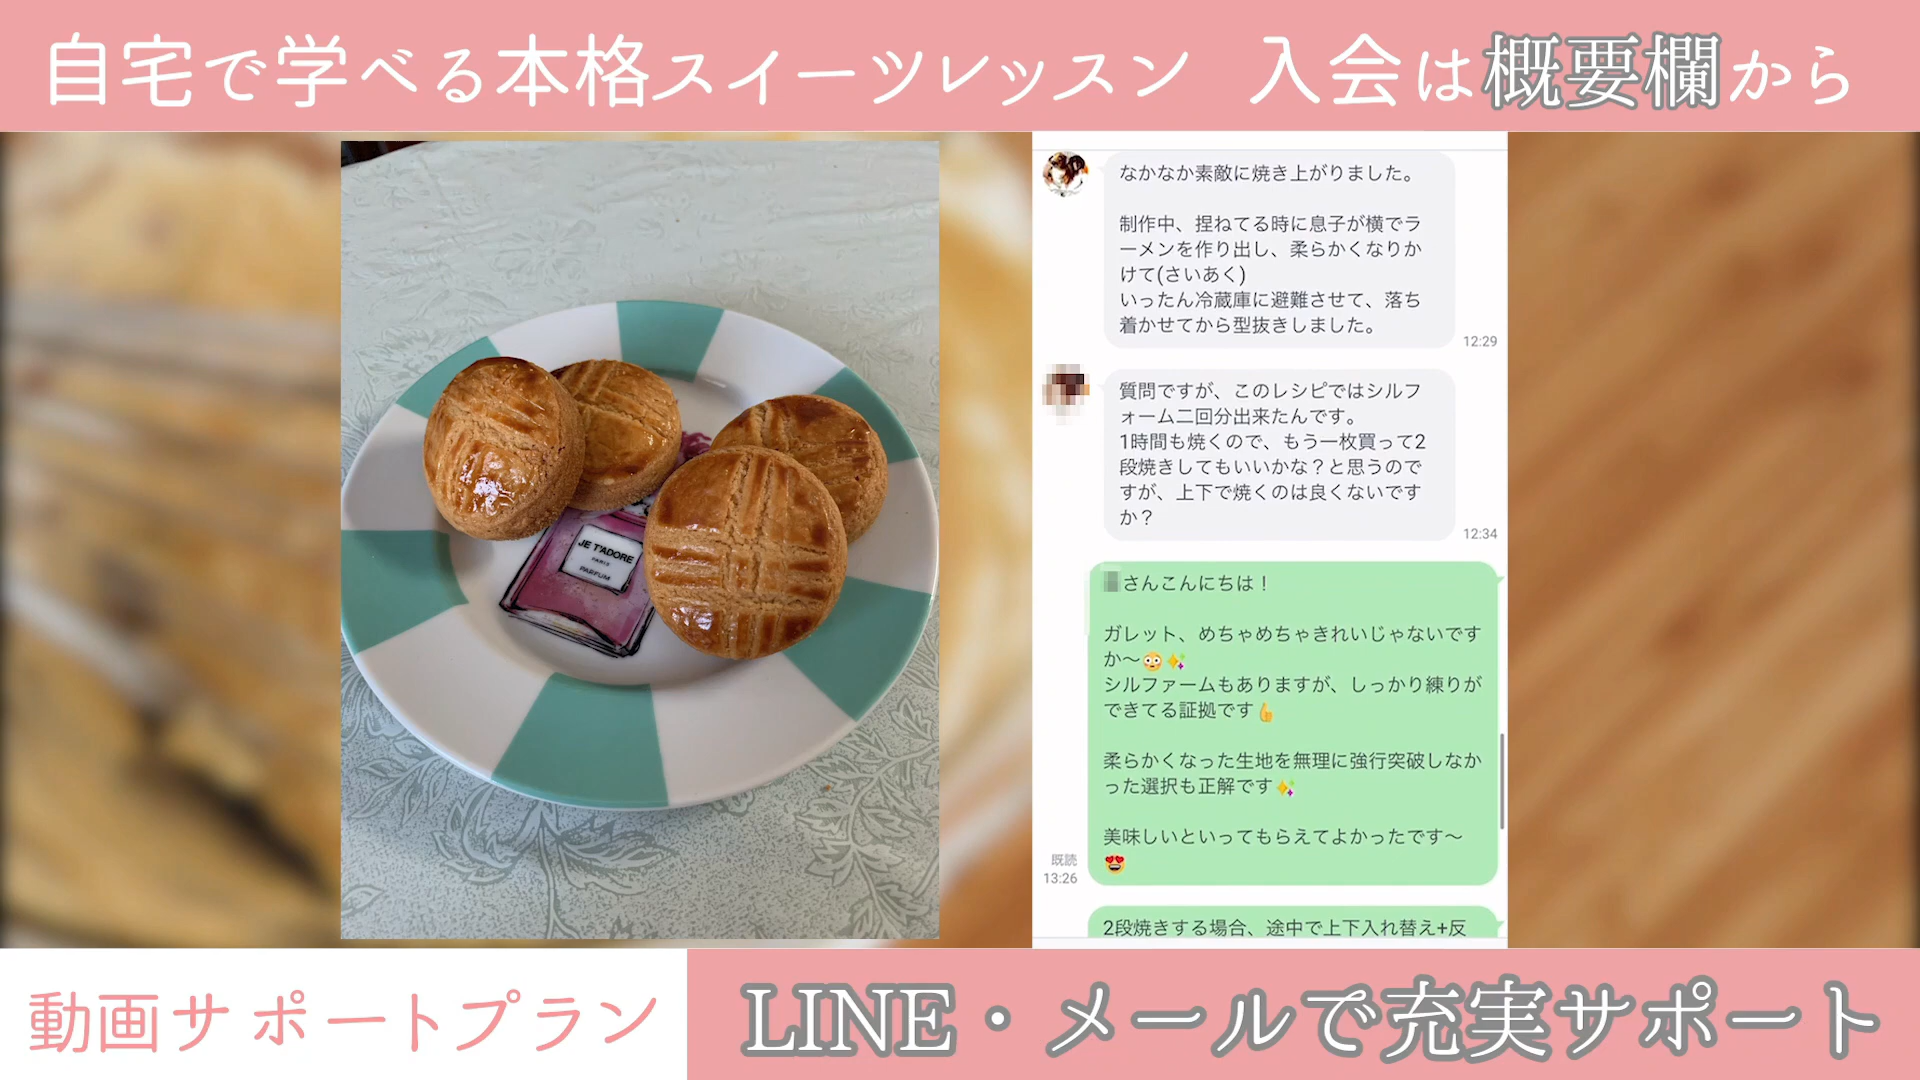 自宅で学べる本格スイーツレッスン 入会は概要欄から
JE T'ADORE
PARIS
PARFUM
なかなか素敵に焼き上がりました。
制作中、捏ねてる時に息子が横でラ
ーメンを作り出し、柔らかくなりか
けて(さいあく)
いったん冷蔵庫に避難させて、落ち
着かせてから型抜きしました。
12:29
質問ですが、このレシピではシルフ
ォーム二回分出来たんです。
1時間も焼くので、もう一枚買って2
段焼きしてもいいかな？と思うので
すが、上下で焼くのは良くないです
か？
12:34
さんこんにちは！
ガレット、めちゃめちゃきれいじゃないです
か〜😳✨
シルファームもありますが、しっかり練りが
できてる証拠です👍
柔らかくなった生地を無理に強行突破しなか
った選択も正解です✨
美味しいといってもらえてよかったです〜
😍
既読
13:26
2段焼きする場合、途中で上下入れ替え+反
動画サポートプラン
LINE・メールで充実サポート